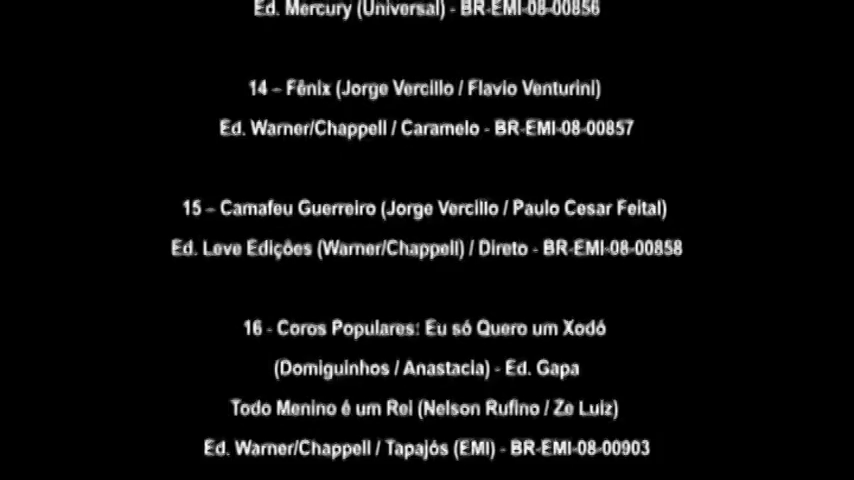 Ed. Mercury (Universal) - BR-EMI-08-00856
14 – Fênix (Jorge Vercillo / Flavio Venturini)
Ed. Warner/Chappell / Caramelo - BR-EMI-08-00857
15 – Camafeu Guerreiro (Jorge Vercillo / Paulo Cesar Feital)
Ed. Leve Edições (Warner/Chappell) / Direto - BR-EMI-08-00858
16 - Coros Populares: Eu só Quero um Xodó
(Domiguinhos / Anastacia) - Ed. Gapa
Todo Menino é um Rei (Nelson Rufino / Ze Luiz)
Ed. Warner/Chappell / Tapajós (EMI) - BR-EMI-08-00903